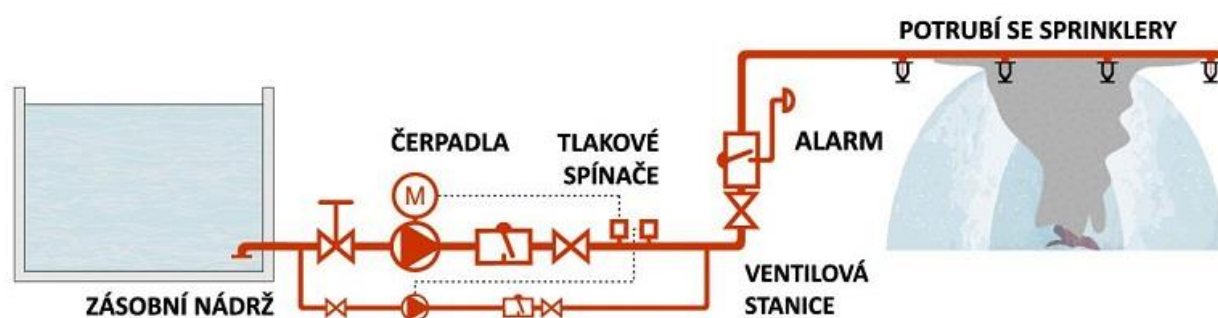 POTRUBÍ SE SPRINKLERY
ČERPADLA
TLAKOVÉ
SPÍNAČE
ALARM
M
VENTILOVÁ
STANICE
ZÁSOBNÍ NÁDRŽ